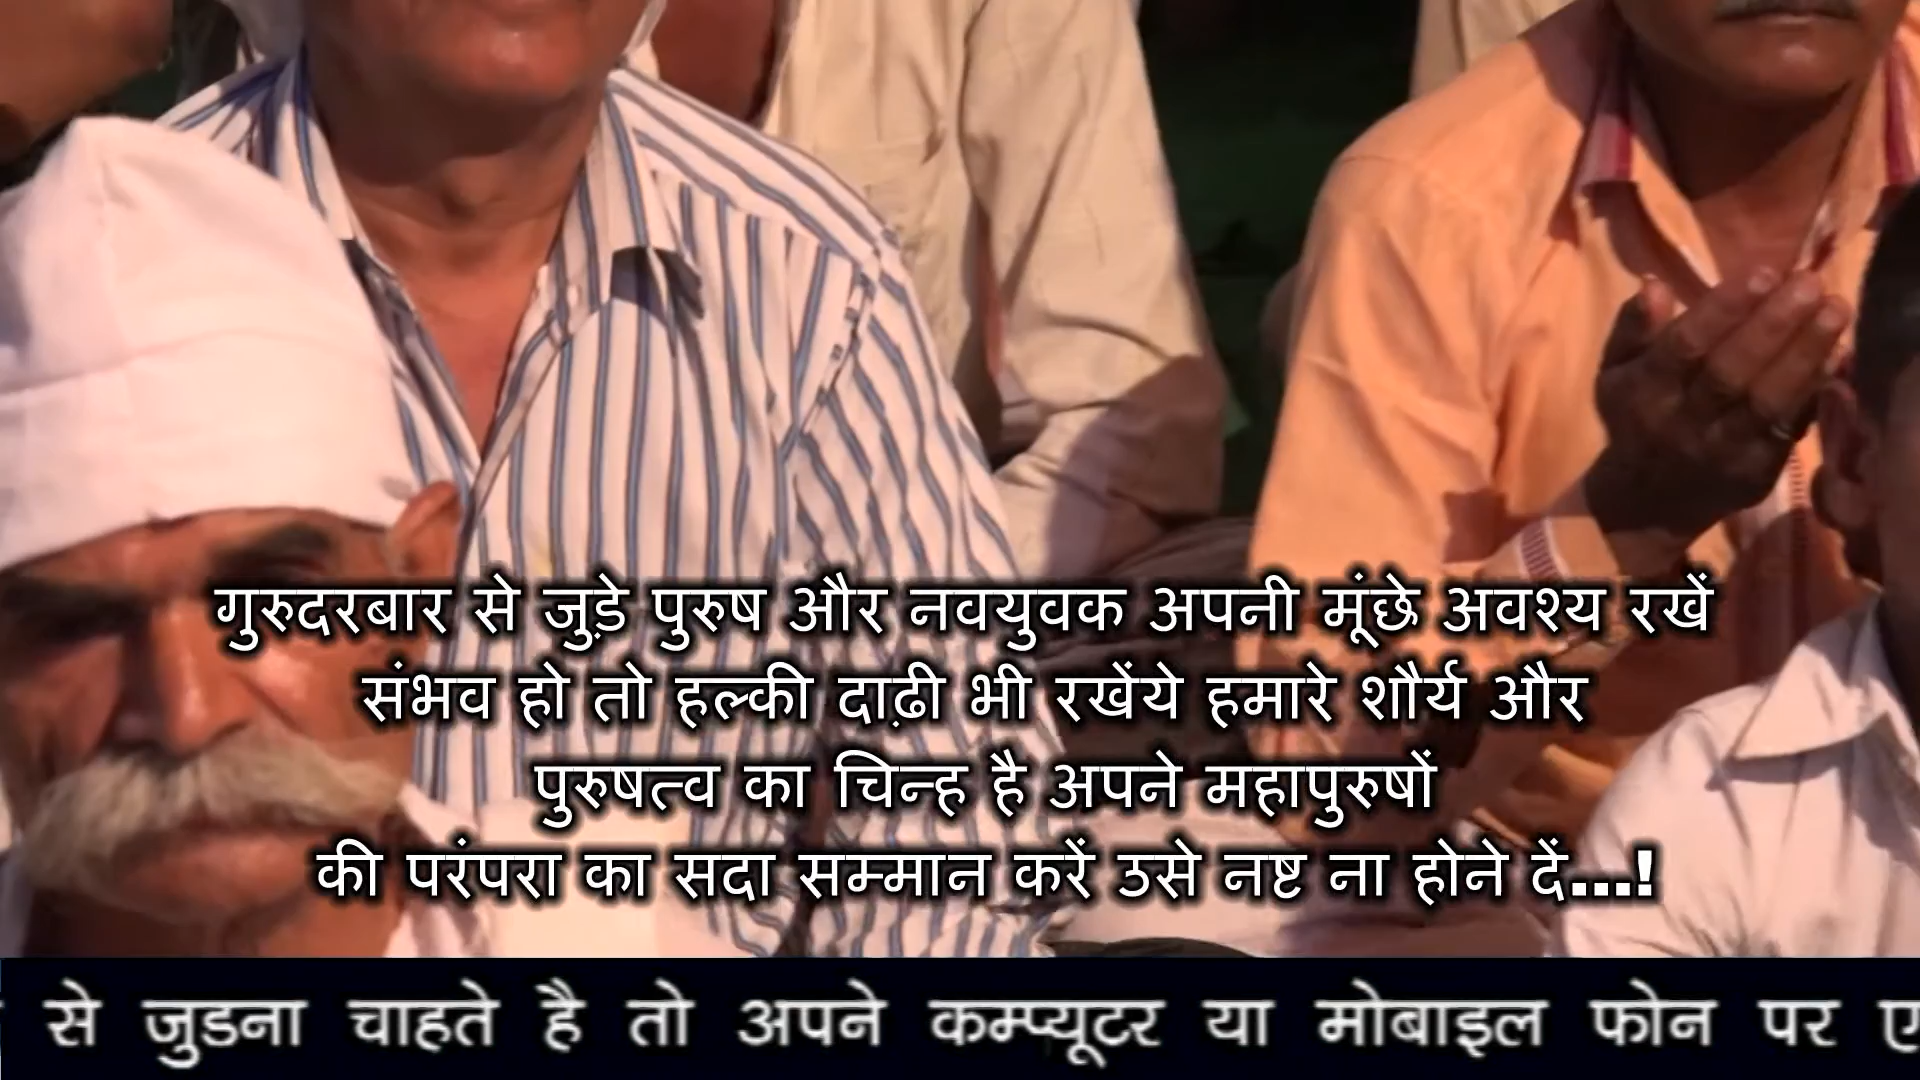 गुरुदरबार से जुड़े पुरुष और नवयुवक अपनी मूंछे अवश्य रखें
संभव हो तो हल्की दाढ़ी भी रखेंये हमारे शौर्य और
पुरुषत्व का चिन्ह है अपने महापुरुषों
की परंपरा का सदा सम्मान करें उसे नष्ट ना होने दें...!
से जुडना चाहते है तो अपने कम्प्यूटर या मोबाइल फोन पर